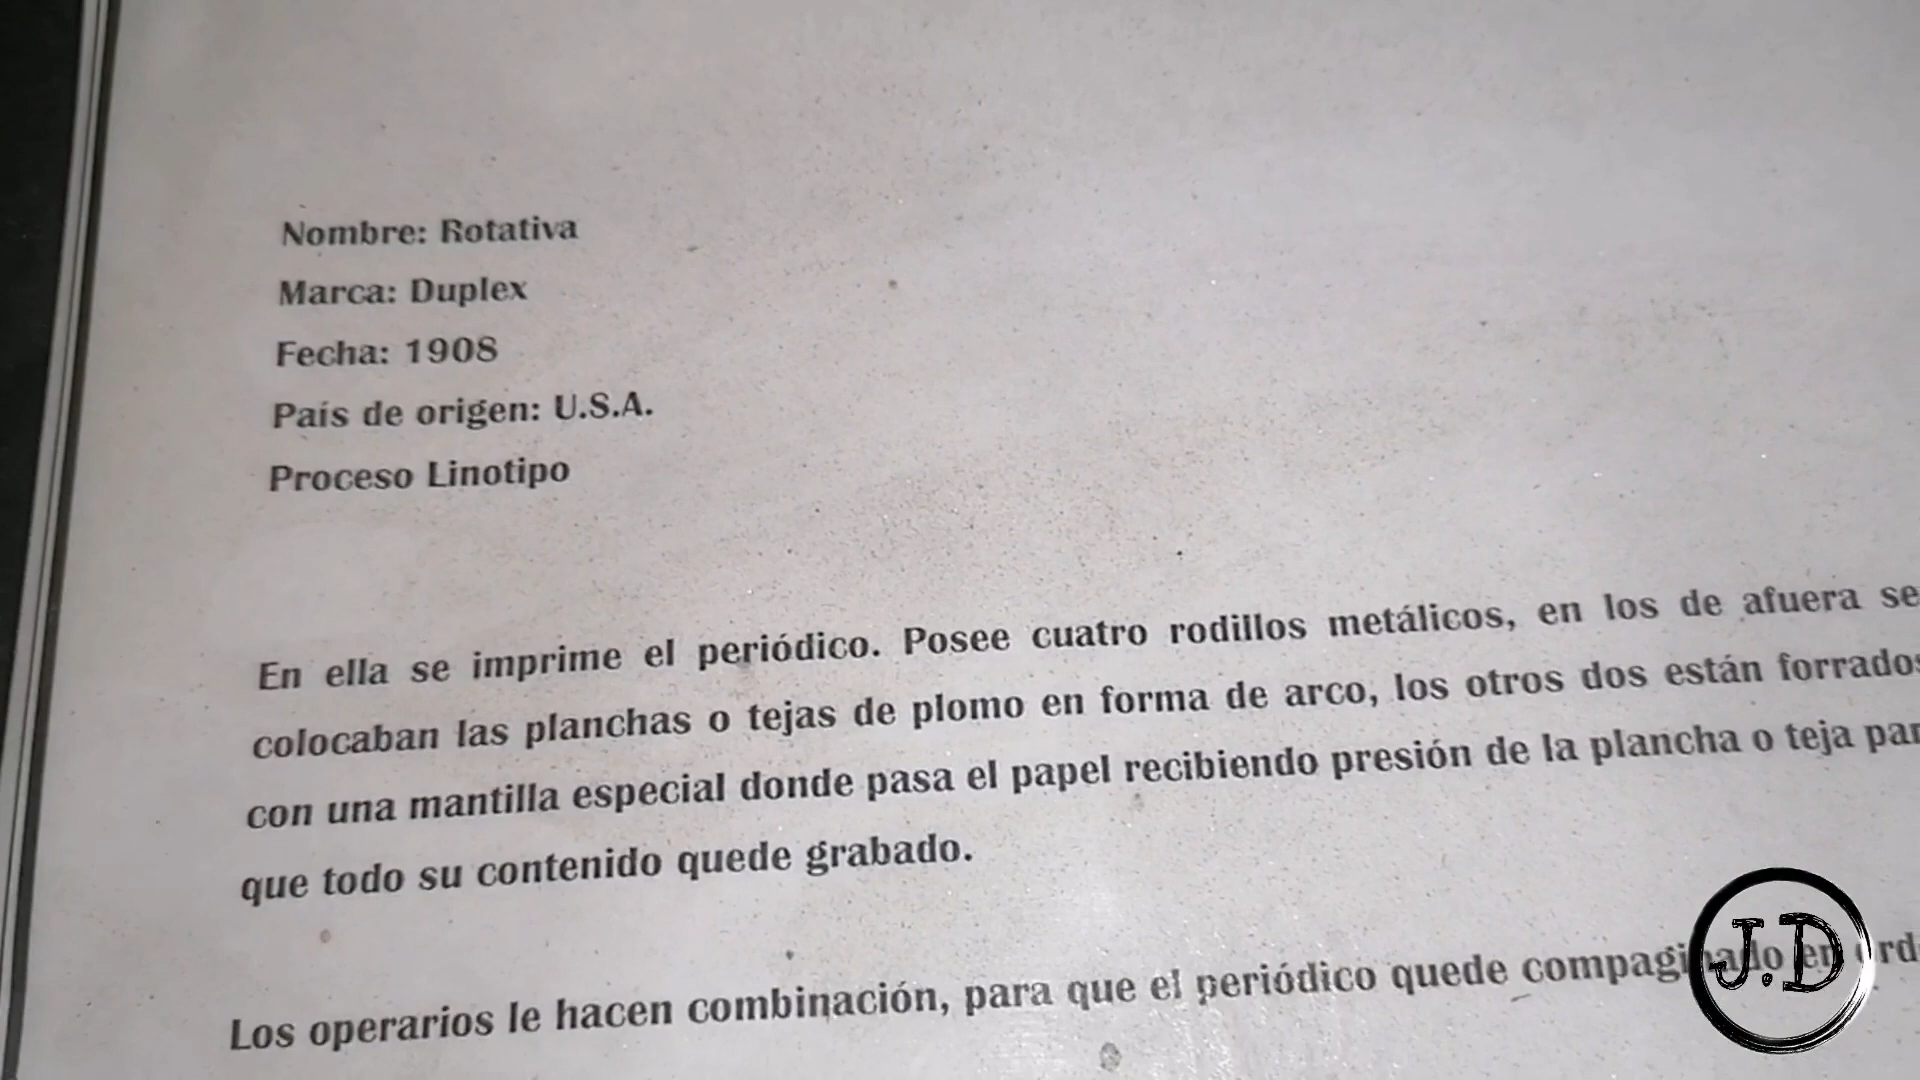 Nombre: Rotativa
Marca: Duplex
Fecha: 1908
País de origen: U.S.A.
Proceso Linotipo
En ella se imprime el periódico. Posee cuatro rodillos metálicos, en los de afuera se
colocaban las planchas o tejas de plomo en forma de arco, los otros dos están forrados
con una mantilla especial donde pasa el papel recibiendo presión de la plancha o teja
que todo su contenido quede grabado.
Los operarios le hacen combinación, para que el periódico quede compaginado en
J.D